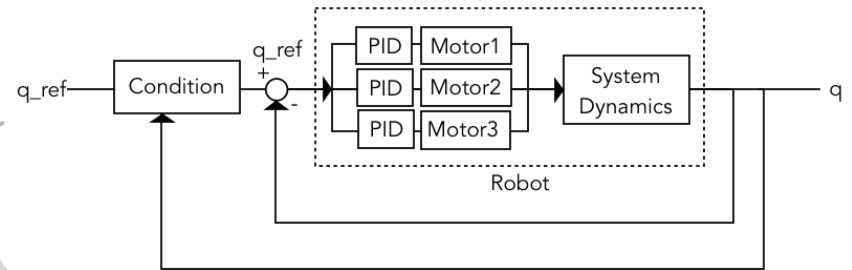 q_ref
Condition
q_ref
+
-
PID
Motor1
PID
Motor2
PID
Motor3
System
Dynamics
q
Robot